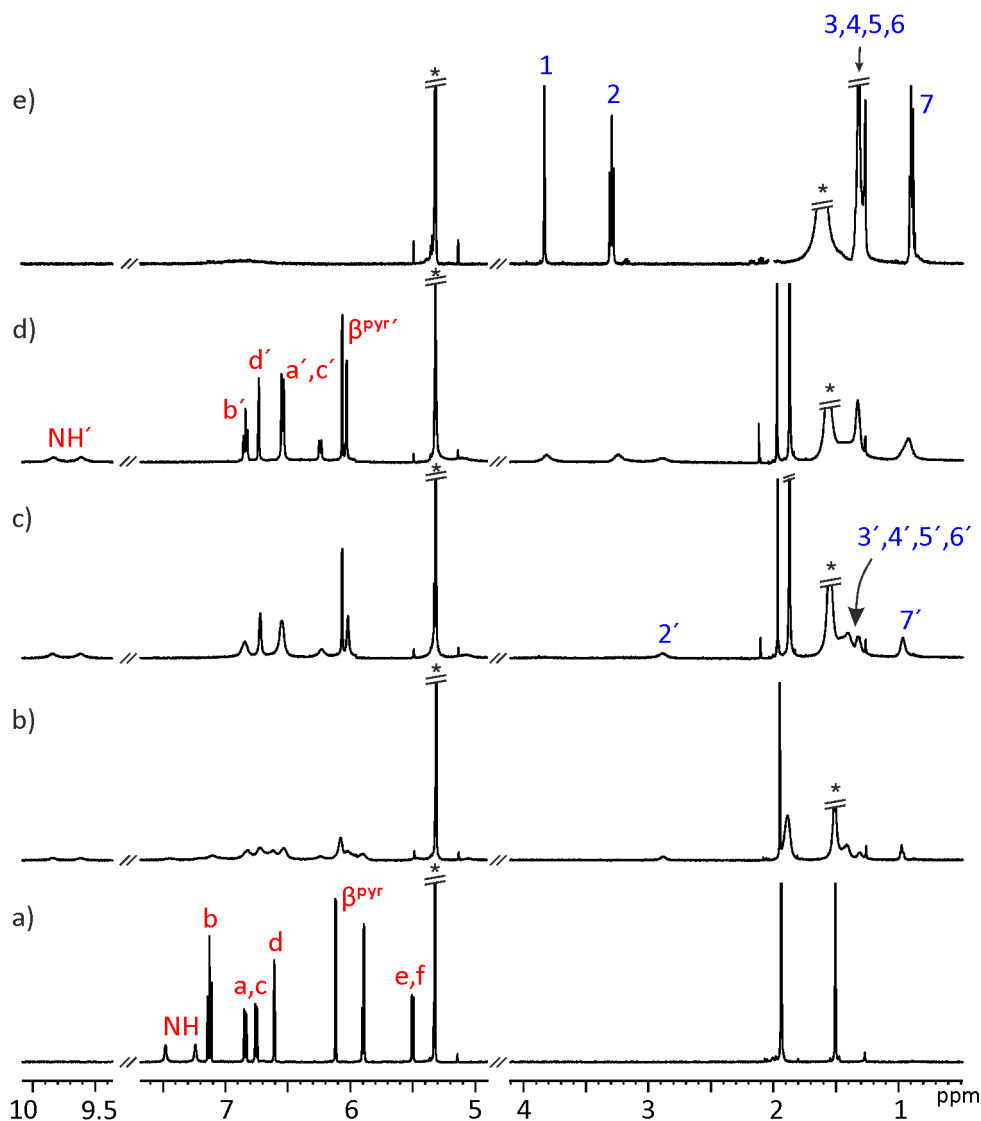 3,4,5,6
1
2
7
*
*
e)
βᵖʸʳ´
d´
a´,c´
b´
NH´
*
*
d)
3´,4´,5´,6´
*
*
2´
7´
c)
*
*
b)
*
βᵖʸʳ
b
d
a,c
e,f
NH
a)
10 9.5 7 6 5 4 3 2 1 ppm